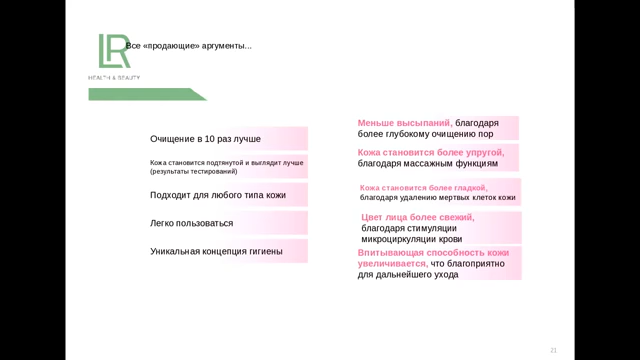 LR
Все «продающие» аргументы...
HEALTH & BEAUTY
Очищение в 10 раз лучше
Кожа становится подтянутой и выглядит лучше
(результаты тестирований)
Подходит для любого типа кожи
Легко пользоваться
Уникальная концепция гигиены
Меньше высыпаний, благодаря
более глубокому очищению пор
Кожа становится более упругой,
благодаря массажным функциям
Кожа становится более гладкой,
благодаря удалению мертвых клеток кожи
Цвет лица более свежий,
благодаря стимуляции
микроциркуляции крови
Впитывающая способность кожи
увеличивается, что благоприятно
для дальнейшего ухода
21